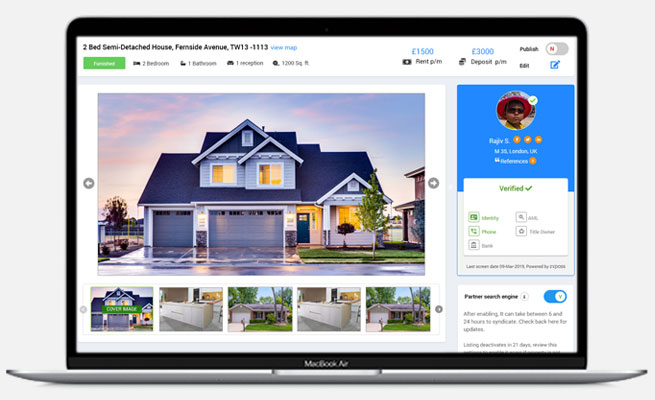 2 Bed Semi-Detached House, Fernside Avenue, TW13 -1113 view map
Furnished
2 Bedroom
1 Bathroom
1 reception
1200 Sq. ft.
£1500
Rent p/m
£3000
Deposit p/m
Publish
N
Edit
Rajiv S.
M 35, London, UK
References
Verified
Identity
AML
Phone
Title Owner
Bank
Last screen date 09-Mar-2019, Powered by
COVER IMAGE
Partner search engine
Y
After enabling, It can take between 6 and
24 hours to syndicate. Check back here for
updates.
Listing deactivates in 21 days, review this
MacBook Air